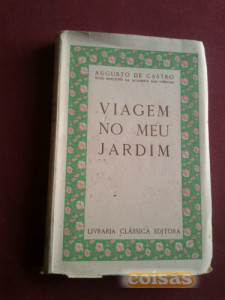 AUGUSTO DE CASTRO
VIAGEM
NO MEU
JARDIM
LIVRARIA CLÁSSICA EDITORA
coisas